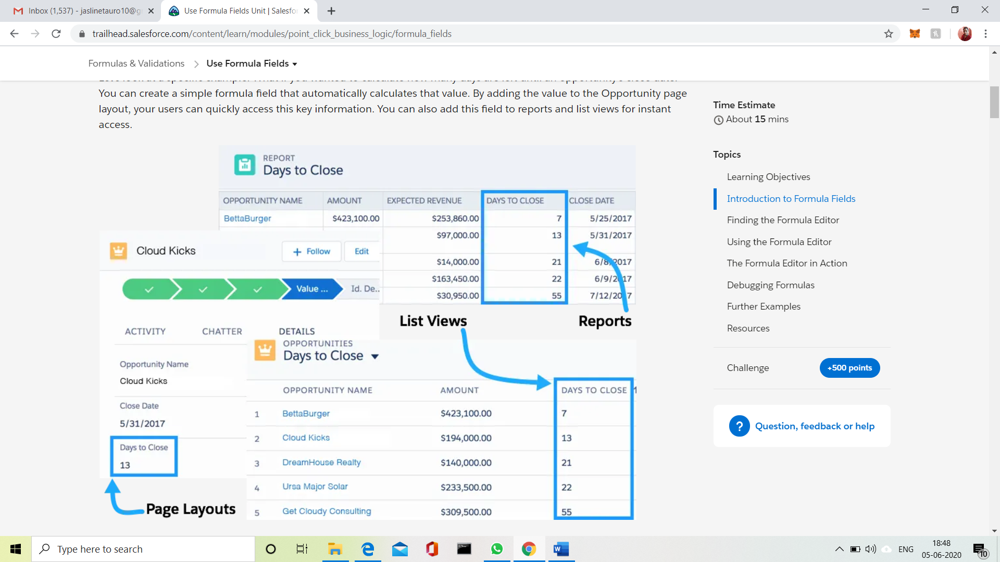 Inbox (1,537) - jaslinetauro10@g
Use Formula Fields Unit | Salesfo
trailhead.salesforce.com/content/learn/modules/point_click_business_logic/formula_fields
Formulas & Validations
Use Formula Fields
You can create a simple formula field that automatically calculates that value. By adding the value to the Opportunity page
layout, your users can quickly access this key information. You can also add this field to reports and list views for instant
access.
REPORT
Days to Close
OPPORTUNITY NAME AMOUNT EXPECTED REVENUE DAYS TO CLOSE CLOSE DATE
BettaBurger $423,100.00 $253,860.00 7 5/25/2017
$97,000.00 13 5/31/2017
$14,000.00 21 6/8/2017
$163,450.00 22 6/9/2017
$30,950.00 55 7/12/2017
Cloud Kicks
+ Follow
Edit
Value ...
Id. De..
List Views
Reports
ACTIVITY CHATTER DETAILS
Opportunity Name
Cloud Kicks
Close Date
5/31/2017
Days to Close
13
Page Layouts
OPPORTUNITIES
Days to Close
OPPORTUNITY NAME AMOUNT DAYS TO CLOSE
1 BettaBurger $423,100.00 7
2 Cloud Kicks $194,000.00 13
3 DreamHouse Realty $140,000.00 21
4 Ursa Major Solar $233,500.00 22
5 Get Cloudy Consulting $309,500.00 55
Time Estimate
About 15 mins
Topics
Learning Objectives
Introduction to Formula Fields
Finding the Formula Editor
Using the Formula Editor
The Formula Editor in Action
Debugging Formulas
Further Examples
Resources
Challenge
+500 points
? Question, feedback or help
Type here to search
ENG
18:48
05-06-2020
10